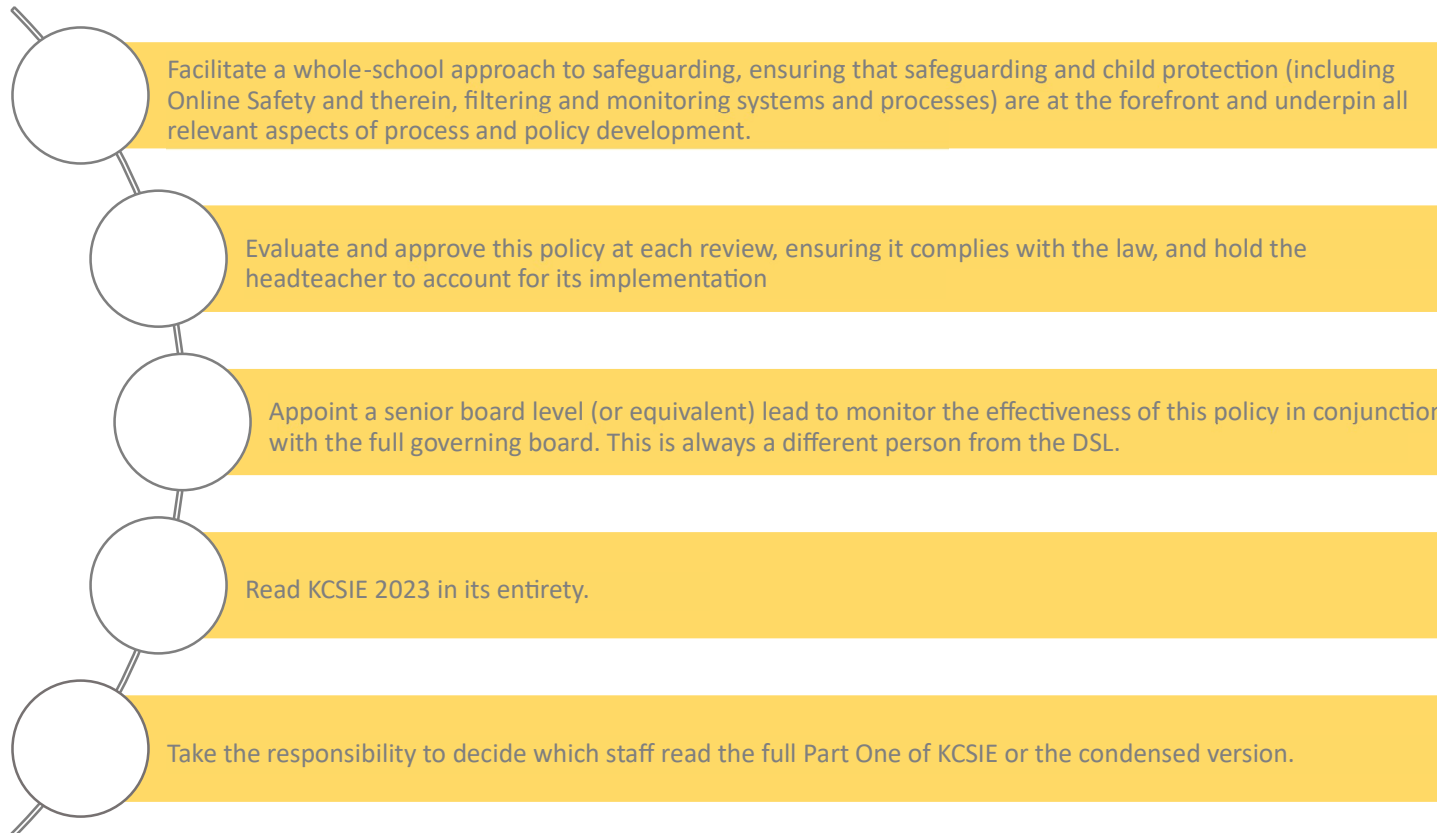 Facilitate a whole-school approach to safeguarding, ensuring that safeguarding and child protection (including
Online Safety and therein, filtering and monitoring systems and processes) are at the forefront and underpin all
relevant aspects of process and policy development.
Evaluate and approve this policy at each review, ensuring it complies with the law, and hold the
headteacher to account for its implementation
Appoint a senior board level (or equivalent) lead to monitor the effectiveness of this policy in conjunction
with the full governing board. This is always a different person from the DSL.
Read KCSIE 2023 in its entirety.
Take the responsibility to decide which staff read the full Part One of KCSIE or the condensed version.